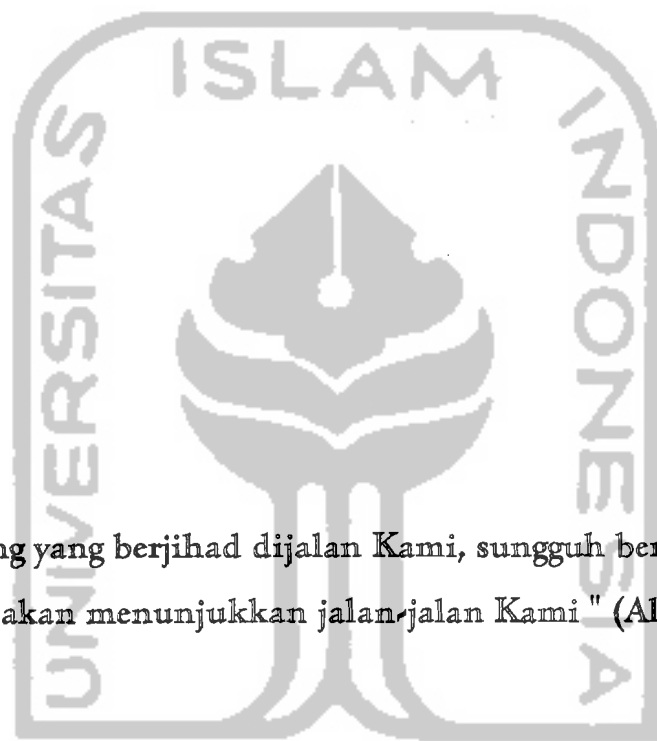 UNIVERSITAS
ISLAM
INDONESIA
ng yang berjihad dijalan Kami, sungguh ber
akan menunjukkan jalan-jalan Kami " (Al